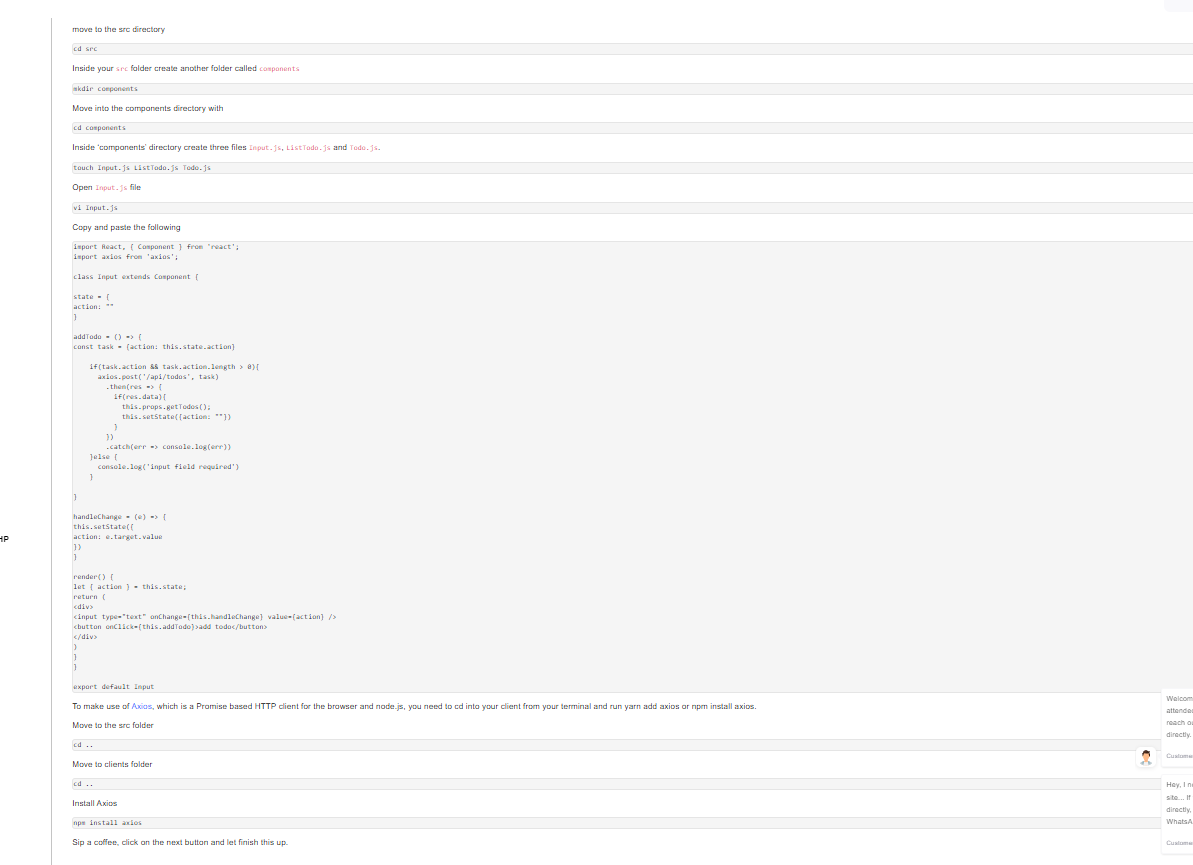 move to the src directory
cd src
Inside your src folder create another folder called components
mkdir components
Move into the components directory with
cd components
Inside ‘components’ directory create three files Input.js, ListTodo.js and Todo.js.
touch Input.js ListTodo.js Todo.js
Open Input.js file
vi Input.js
Copy and paste the following
import React, { Component } from 'react';
import axios from 'axios';
class Input extends Component {
state = {
action: ""
}
addTodo = () => {
const task = {action: this.state.action}
if(task.action && task.action.length > 0){
axios.post('/api/todos', task)
.then(res => {
if(res.data){
this.props.getTodos();
this.setState({action: ""})
}
})
.catch(err => console.log(err))
}else {
console.log('input field required')
}
}
handleChange = (e) => {
this.setState({
action: e.target.value
})
}
HP
render() {
let { action } = this.state;
return (
<div>
<input type="text" onChange={this.handleChange} value={action} />
<button onClick={this.addTodo}>add todo</button>
</div>
)
}
}
export default Input
To make use of Axios, which is a Promise based HTTP client for the browser and node.js, you need to cd into your client from your terminal and run yarn add axios or npm install axios.
Move to the src folder
cd ..
Move to clients folder
cd ..
Install Axios
npm install axios
Sip a coffee, click on the next button and let finish this up.
Welcom
attende
reach o
directly.
Custome
Hey, I n
site... If
directly,
WhatsA
Custome